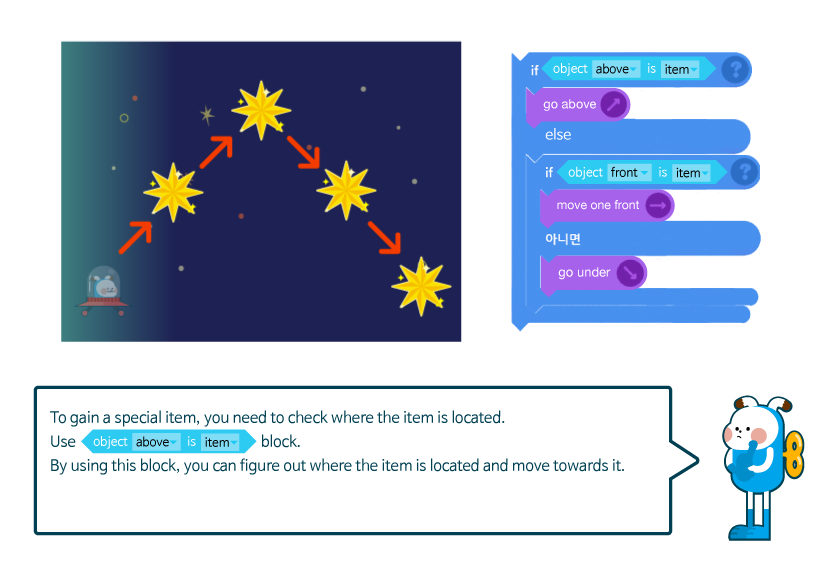 if object above is item ?
go above
else
if object front is item ?
move one front
아니면
go under
To gain a special item, you need to check where the item is located.
Use object above is item block.
By using this block, you can figure out where the item is located and move towards it.